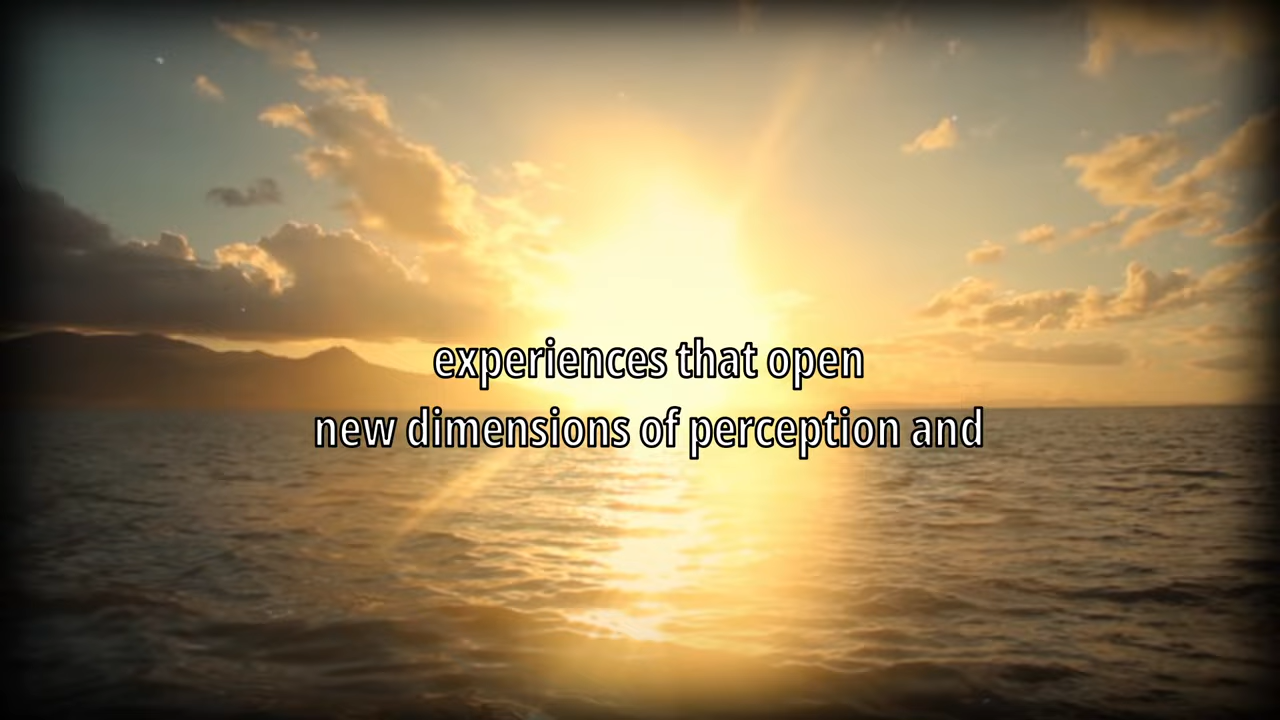 experiences that open
new dimensions of perception and